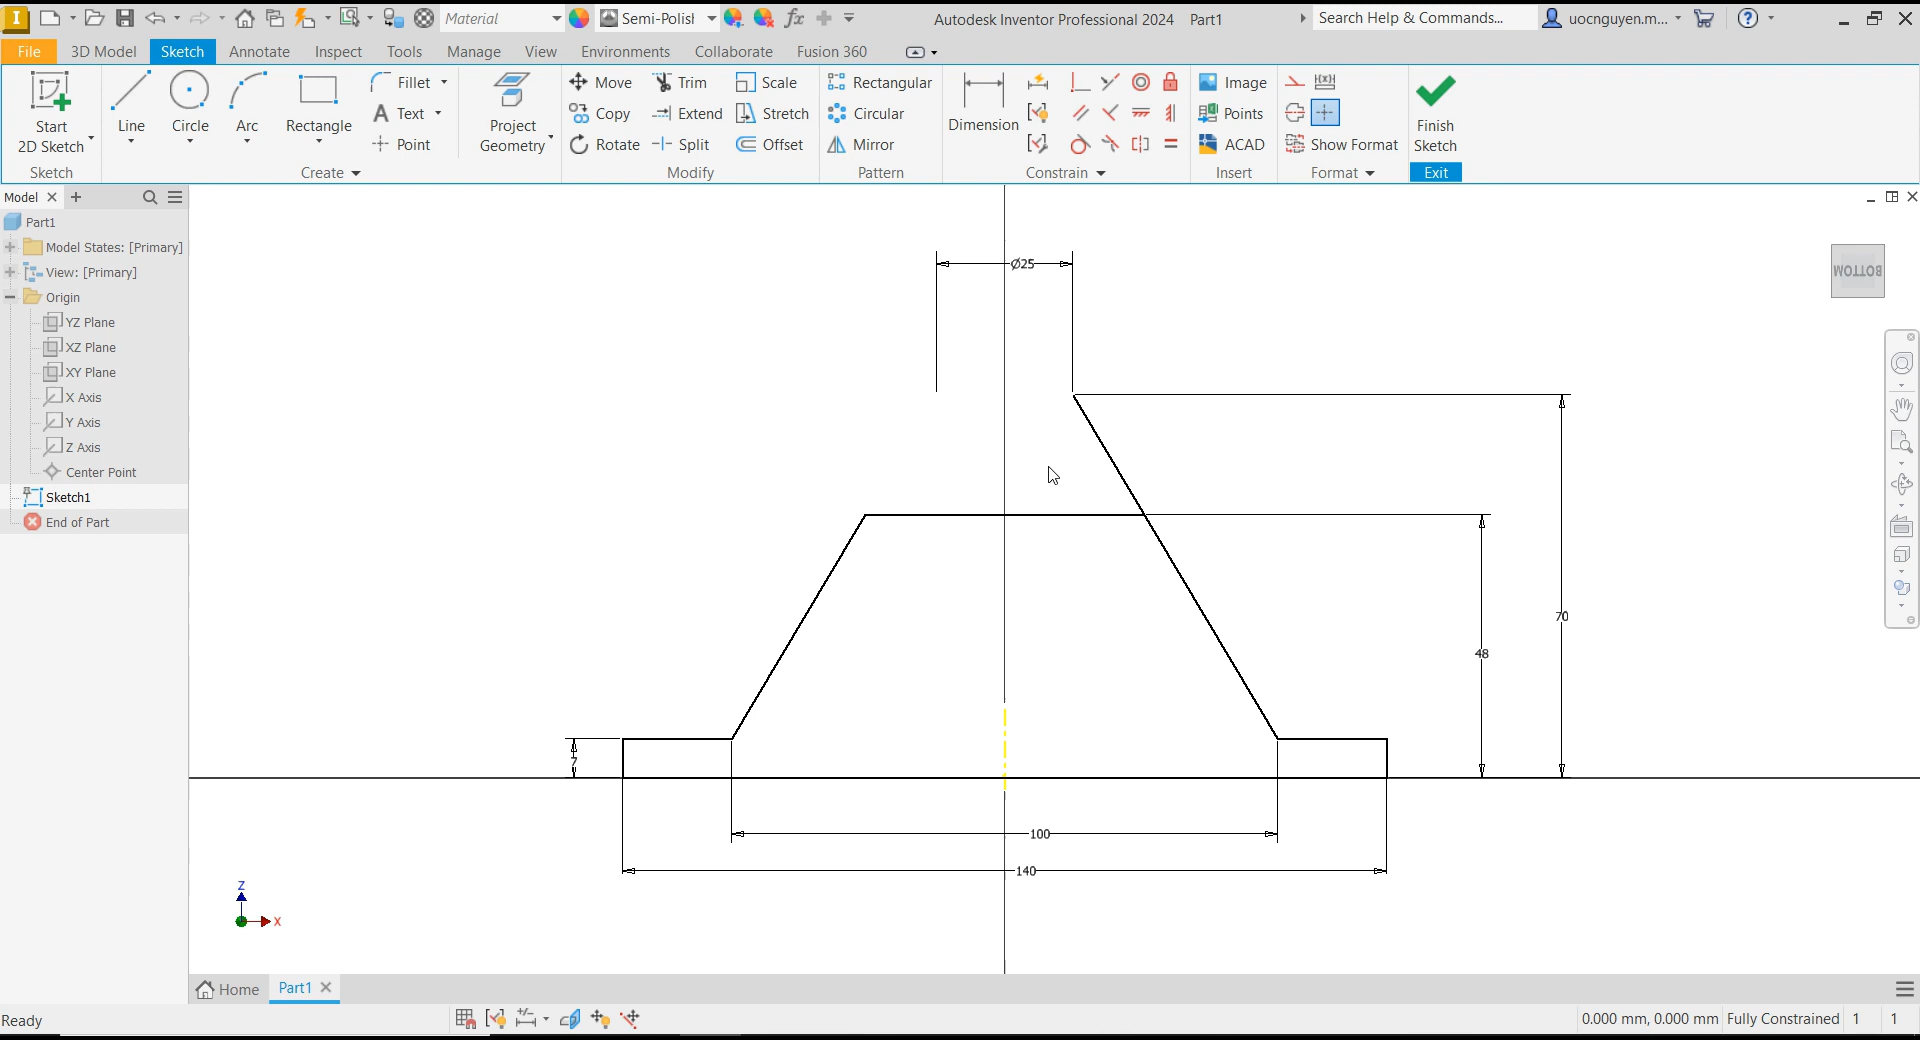 Material
Semi-Polish
fx
Autodesk Inventor Professional 2024 Part1
Search Help & Commands...
uocnguyen.m...
File
3D Model
Sketch
Annotate
Inspect
Tools
Manage
View
Environments
Collaborate
Fusion 360
Start
2D Sketch
Sketch
Line
Circle
Arc
Rectangle
Fillet
Text
Point
Create
Project
Geometry
Move
Copy
Rotate
Trim
Extend
Split
Scale
Stretch
Offset
Modify
Rectangular
Circular
Mirror
Pattern
Dimension
Constrain
Image
Points
ACAD
Insert
Show Format
Format
Finish
Sketch
Exit
Model
Part1
Model States: [Primary]
View: [Primary]
Origin
YZ Plane
XZ Plane
XY Plane
X Axis
Y Axis
Z Axis
Center Point
Sketch1
End of Part
BOTTOM
Ø25
70
48
7
100
140
Z
X
Home
Part1
Ready
0.000 mm, 0.000 mm
Fully Constrained
1
1